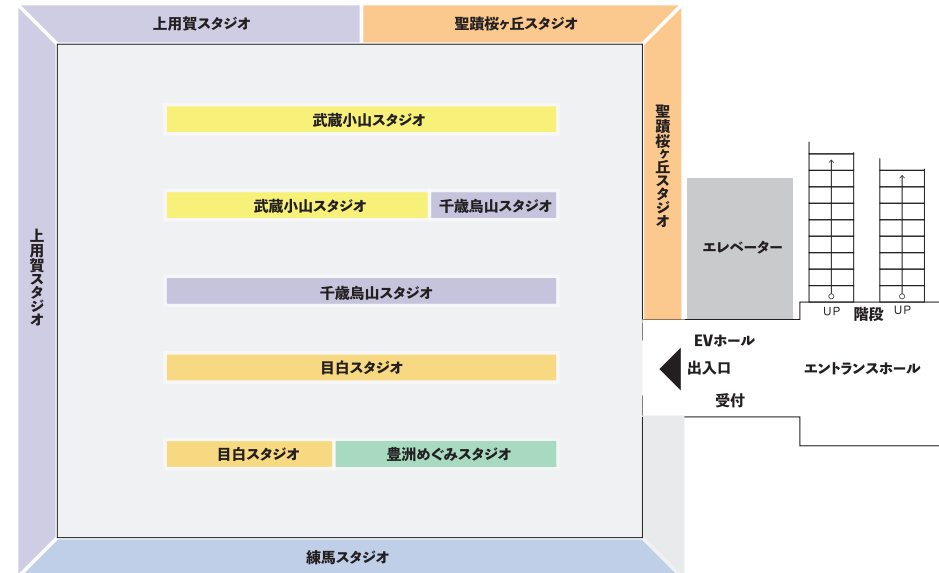 上用賀スタジオ
聖蹟桜ヶ丘スタジオ
武蔵小山スタジオ
聖蹟桜ヶ丘スタジオ
武蔵小山スタジオ
千歳烏山スタジオ
エレベーター
上用賀スタジオ
千歳烏山スタジオ
UP
階段
UP
EVホール
目白スタジオ
出入口
エントランスホール
受付
目白スタジオ
豊洲めぐみスタジオ
練馬スタジオ